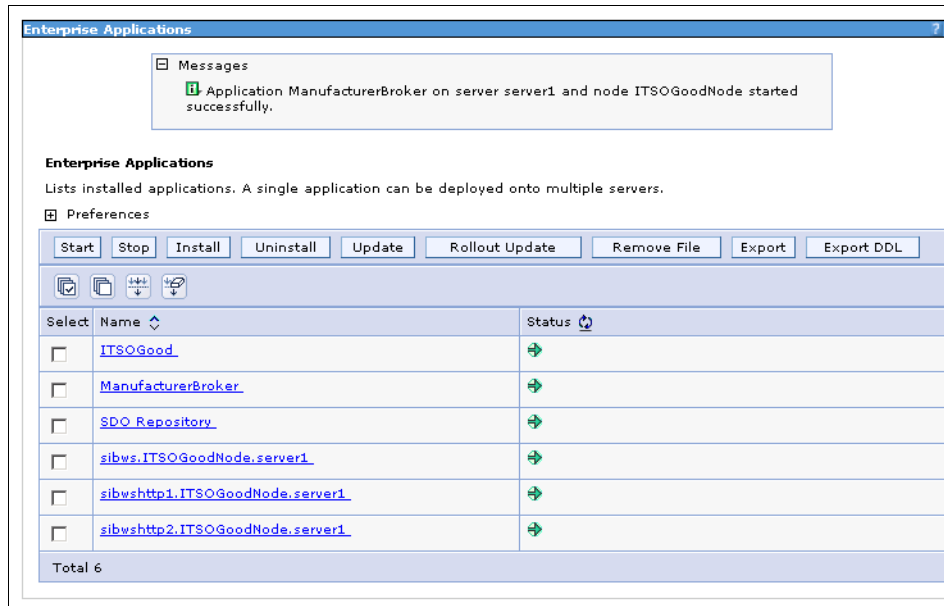 Enterprise Applications ?
Messages
Application ManufacturerBroker on server server1 and node ITSOGoodNode started
successfully.
Enterprise Applications
Lists installed applications. A single application can be deployed onto multiple servers.
Preferences
Start Stop Install Uninstall Update Rollout Update Remove File Export Export DDL
Select Name Status
ITSOGood
ManufacturerBroker
SDO Repository
sibws.ITSOGoodNode.server1
sibwshttp1.ITSOGoodNode.server1
sibwshttp2.ITSOGoodNode.server1
Total 6